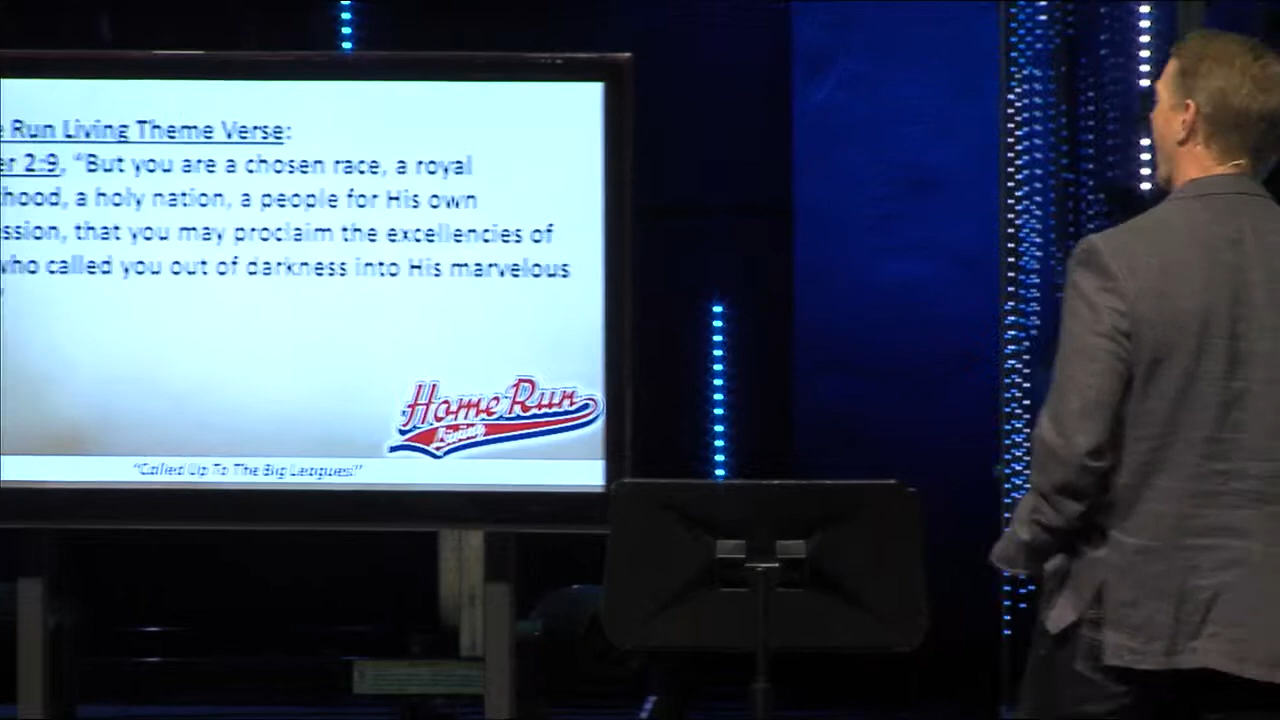 e Run Living Theme Verse:
er 2:9, "But you are a chosen race, a royal
hood, a holy nation, a people for His own
ssion, that you may proclaim the excellencies of
who called you out of darkness into His marvelous
"
Home Run
Living
"Called Up To The Big Leagues!"